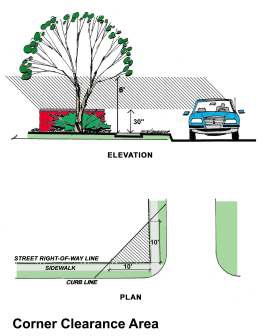 6'
30"
ELEVATION
10'
STREET RIGHT-OF-WAY LINE
SIDEWALK
10'
CURB LINE
PLAN
Corner Clearance Area